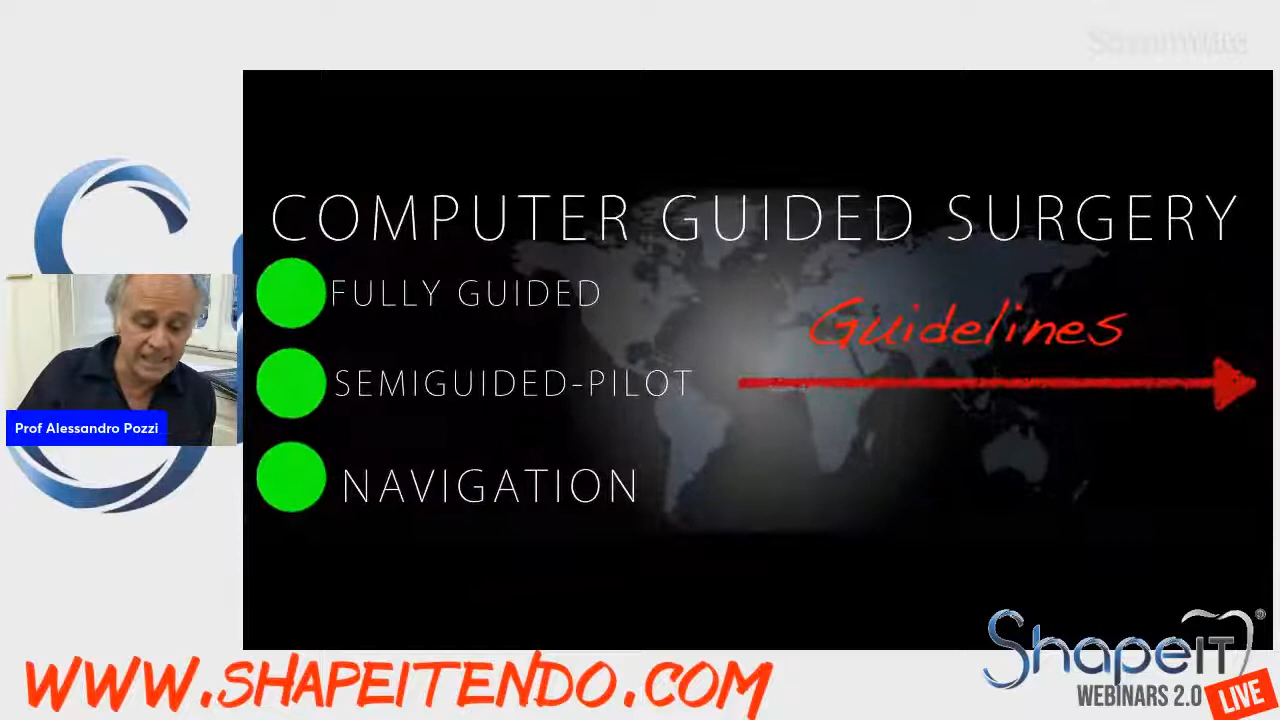 COMPUTER GUIDED SURGERY
FULLY GUIDED
SEMIGUIDED-PILOT
NAVIGATION
Guidelines
Prof Alessandro Pozzi
WWW.SHAPEITENDO.COM
ShapeIT®
WEBINARS 2.0
LIVE